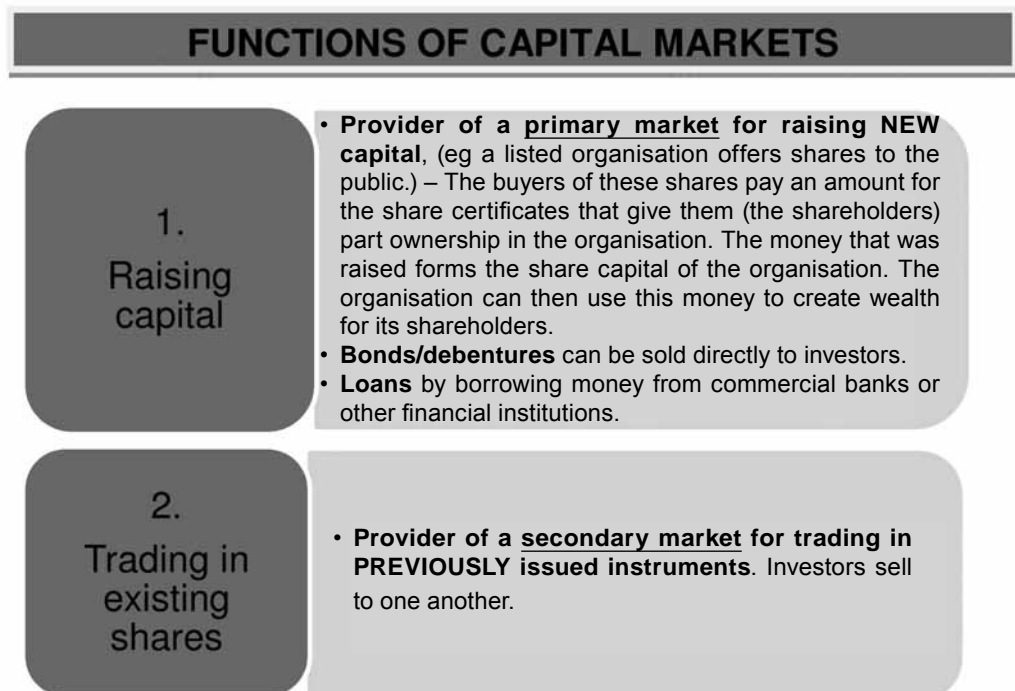 FUNCTIONS OF CAPITAL MARKETS
1.
Raising
capital
• Provider of a primary market for raising NEW
capital, (eg a listed organisation offers shares to the
public.) – The buyers of these shares pay an amount for
the share certificates that give them (the shareholders)
part ownership in the organisation. The money that was
raised forms the share capital of the organisation. The
organisation can then use this money to create wealth
for its shareholders.
• Bonds/debentures can be sold directly to investors.
• Loans by borrowing money from commercial banks or
other financial institutions.
2.
Trading in
existing
shares
• Provider of a secondary market for trading in
PREVIOUSLY issued instruments. Investors sell
to one another.